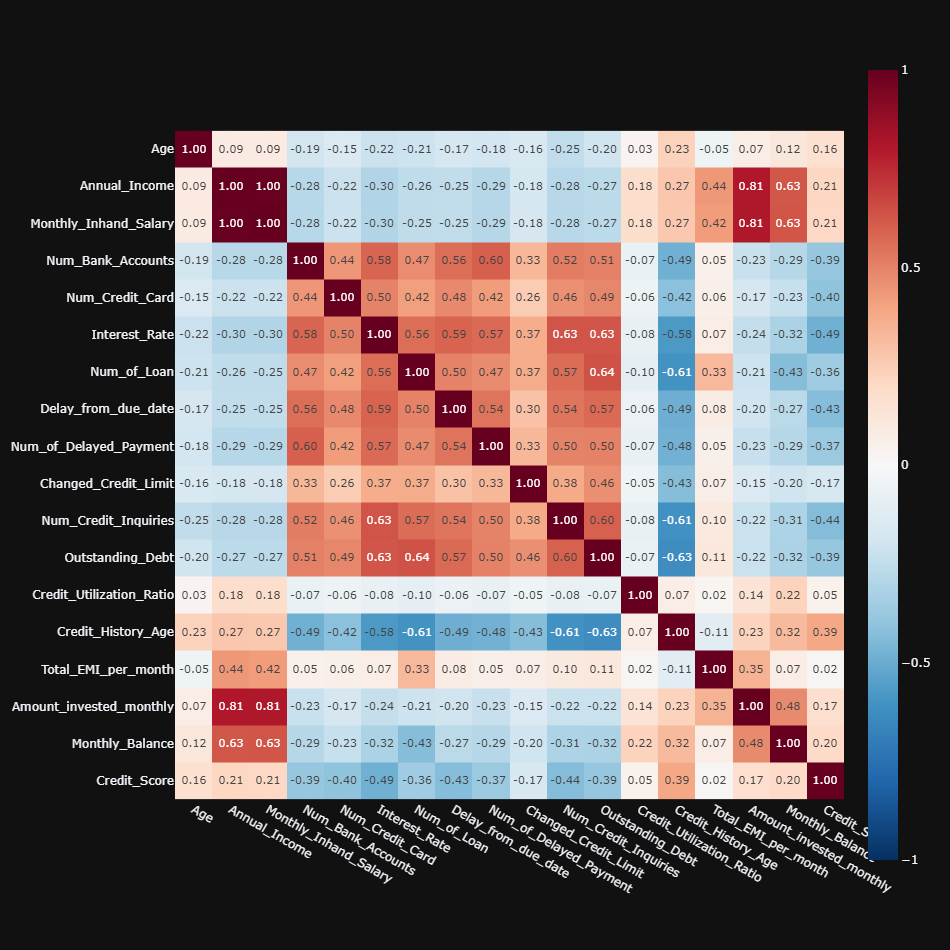 1
Age 1.00 0.09 0.09 -0.19 -0.15 -0.22 -0.21 -0.17 -0.18 -0.16 -0.25 -0.20 0.03 0.23 -0.05 0.07 0.12 0.16
Annual_Income 0.09 1.00 1.00 -0.28 -0.22 -0.30 -0.26 -0.25 -0.29 -0.18 -0.28 -0.27 0.18 0.27 0.44 0.81 0.63 0.21
Monthly_Inhand_Salary 0.09 1.00 1.00 -0.28 -0.22 -0.30 -0.25 -0.25 -0.29 -0.18 -0.28 -0.27 0.18 0.27 0.42 0.81 0.63 0.21
Num_Bank_Accounts -0.19 -0.28 -0.28 1.00 0.44 0.58 0.47 0.56 0.60 0.33 0.52 0.51 -0.07 -0.49 0.05 -0.23 -0.29 -0.39
0.5
Num_Credit_Card -0.15 -0.22 -0.22 0.44 1.00 0.50 0.42 0.48 0.42 0.26 0.46 0.49 -0.06 -0.42 0.06 -0.17 -0.23 -0.40
Interest_Rate -0.22 -0.30 -0.30 0.58 0.50 1.00 0.56 0.59 0.57 0.37 0.63 0.63 -0.08 -0.58 0.07 -0.24 -0.32 -0.49
Num_of_Loan -0.21 -0.26 -0.25 0.47 0.42 0.56 1.00 0.50 0.47 0.37 0.57 0.64 -0.10 -0.61 0.33 -0.21 -0.43 -0.36
Delay_from_due_date -0.17 -0.25 -0.25 0.56 0.48 0.59 0.50 1.00 0.54 0.30 0.54 0.57 -0.06 -0.49 0.08 -0.20 -0.27 -0.43
Num_of_Delayed_Payment -0.18 -0.29 -0.29 0.60 0.42 0.57 0.47 0.54 1.00 0.33 0.50 0.50 -0.07 -0.48 0.05 -0.23 -0.29 -0.37
0
Changed_Credit_Limit -0.16 -0.18 -0.18 0.33 0.26 0.37 0.37 0.30 0.33 1.00 0.38 0.46 -0.05 -0.43 0.07 -0.15 -0.20 -0.17
Num_Credit_Inquiries -0.25 -0.28 -0.28 0.52 0.46 0.63 0.57 0.54 0.50 0.38 1.00 0.60 -0.08 -0.61 0.10 -0.22 -0.31 -0.44
Outstanding_Debt -0.20 -0.27 -0.27 0.51 0.49 0.63 0.64 0.57 0.50 0.46 0.60 1.00 -0.07 -0.63 0.11 -0.22 -0.32 -0.39
Credit_Utilization_Ratio 0.03 0.18 0.18 -0.07 -0.06 -0.08 -0.10 -0.06 -0.07 -0.05 -0.08 -0.07 1.00 0.07 0.02 0.14 0.22 0.05
Credit_History_Age 0.23 0.27 0.27 -0.49 -0.42 -0.58 -0.61 -0.49 -0.48 -0.43 -0.61 -0.63 0.07 1.00 -0.11 0.23 0.32 0.39
−0.5
Total_EMI_per_month -0.05 0.44 0.42 0.05 0.06 0.07 0.33 0.08 0.05 0.07 0.10 0.11 0.02 -0.11 1.00 0.35 0.07 0.02
Amount_invested_monthly 0.07 0.81 0.81 -0.23 -0.17 -0.24 -0.21 -0.20 -0.23 -0.15 -0.22 -0.22 0.14 0.23 0.35 1.00 0.48 0.17
Monthly_Balance 0.12 0.63 0.63 -0.29 -0.23 -0.32 -0.43 -0.27 -0.29 -0.20 -0.31 -0.32 0.22 0.32 0.07 0.48 1.00 0.20
Credit_Score 0.16 0.21 0.21 -0.39 -0.40 -0.49 -0.36 -0.43 -0.37 -0.17 -0.44 -0.39 0.05 0.39 0.02 0.17 0.20 1.00
−1
Age
Annual_Income
Monthly_Inhand_Salary
Num_Bank_Accounts
Num_Credit_Card
Interest_Rate
Num_of_Loan
Delay_from_due_date
Num_of_Delayed_Payment
Changed_Credit_Limit
Num_Credit_Inquiries
Outstanding_Debt
Credit_Utilization_Ratio
Credit_History_Age
Total_EMI_per_month
Amount_invested_monthly
Monthly_Balance
Credit_S